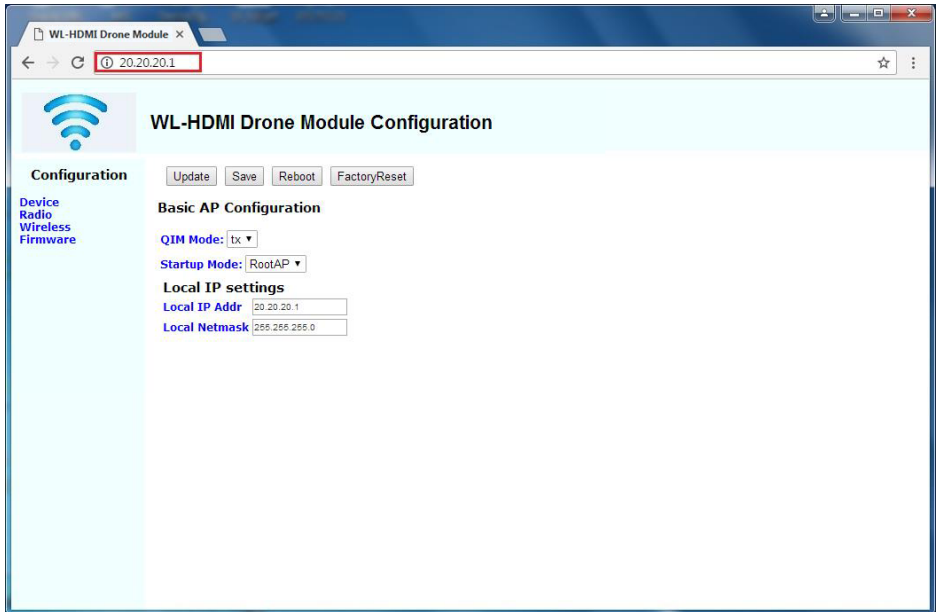 WL-HDMI Drone Module
20.20.20.1
WL-HDMI Drone Module Configuration
Configuration
Device
Radio
Wireless
Firmware
Update Save Reboot FactoryReset
Basic AP Configuration
QIM Mode: tx
Startup Mode: RootAP
Local IP settings
Local IP Addr 20.20.20.1
Local Netmask 255.255.255.0